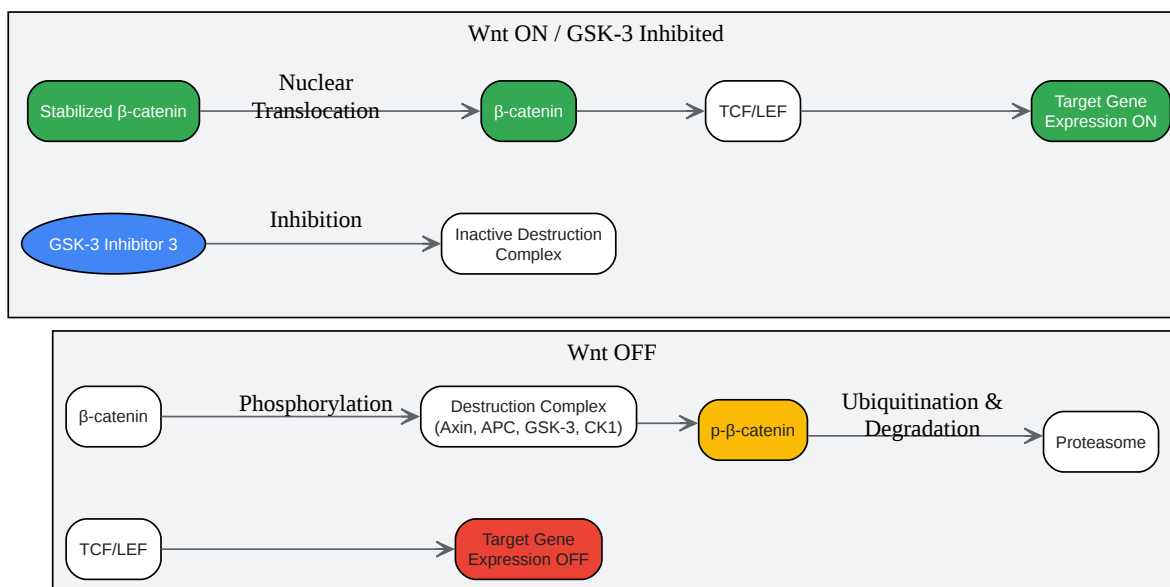 Wnt ON / GSK-3 Inhibited
Stabilized β-catenin
Nuclear
Translocation
β-catenin
TCF/LEF
Target Gene
Expression ON
GSK-3 Inhibitor 3
Inhibition
Inactive Destruction
Complex
Wnt OFF
β-catenin
Phosphorylation
Destruction Complex
(Axin, APC, GSK-3, CK1)
p-β-catenin
Ubiquitination &
Degradation
Proteasome
TCF/LEF
Target Gene
Expression OFF